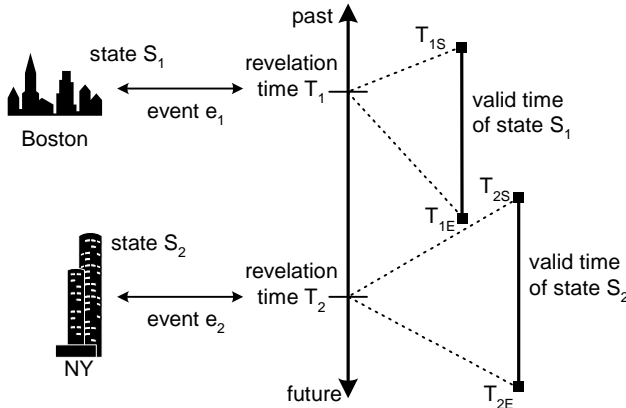 past
state S₁
revelation
time T₁
event e₁
Boston
T₁S
valid time
of state S₁
T₁E
T₂S
state S₂
revelation
time T₂
event e₂
NY
valid time
of state S₂
future
T₂E